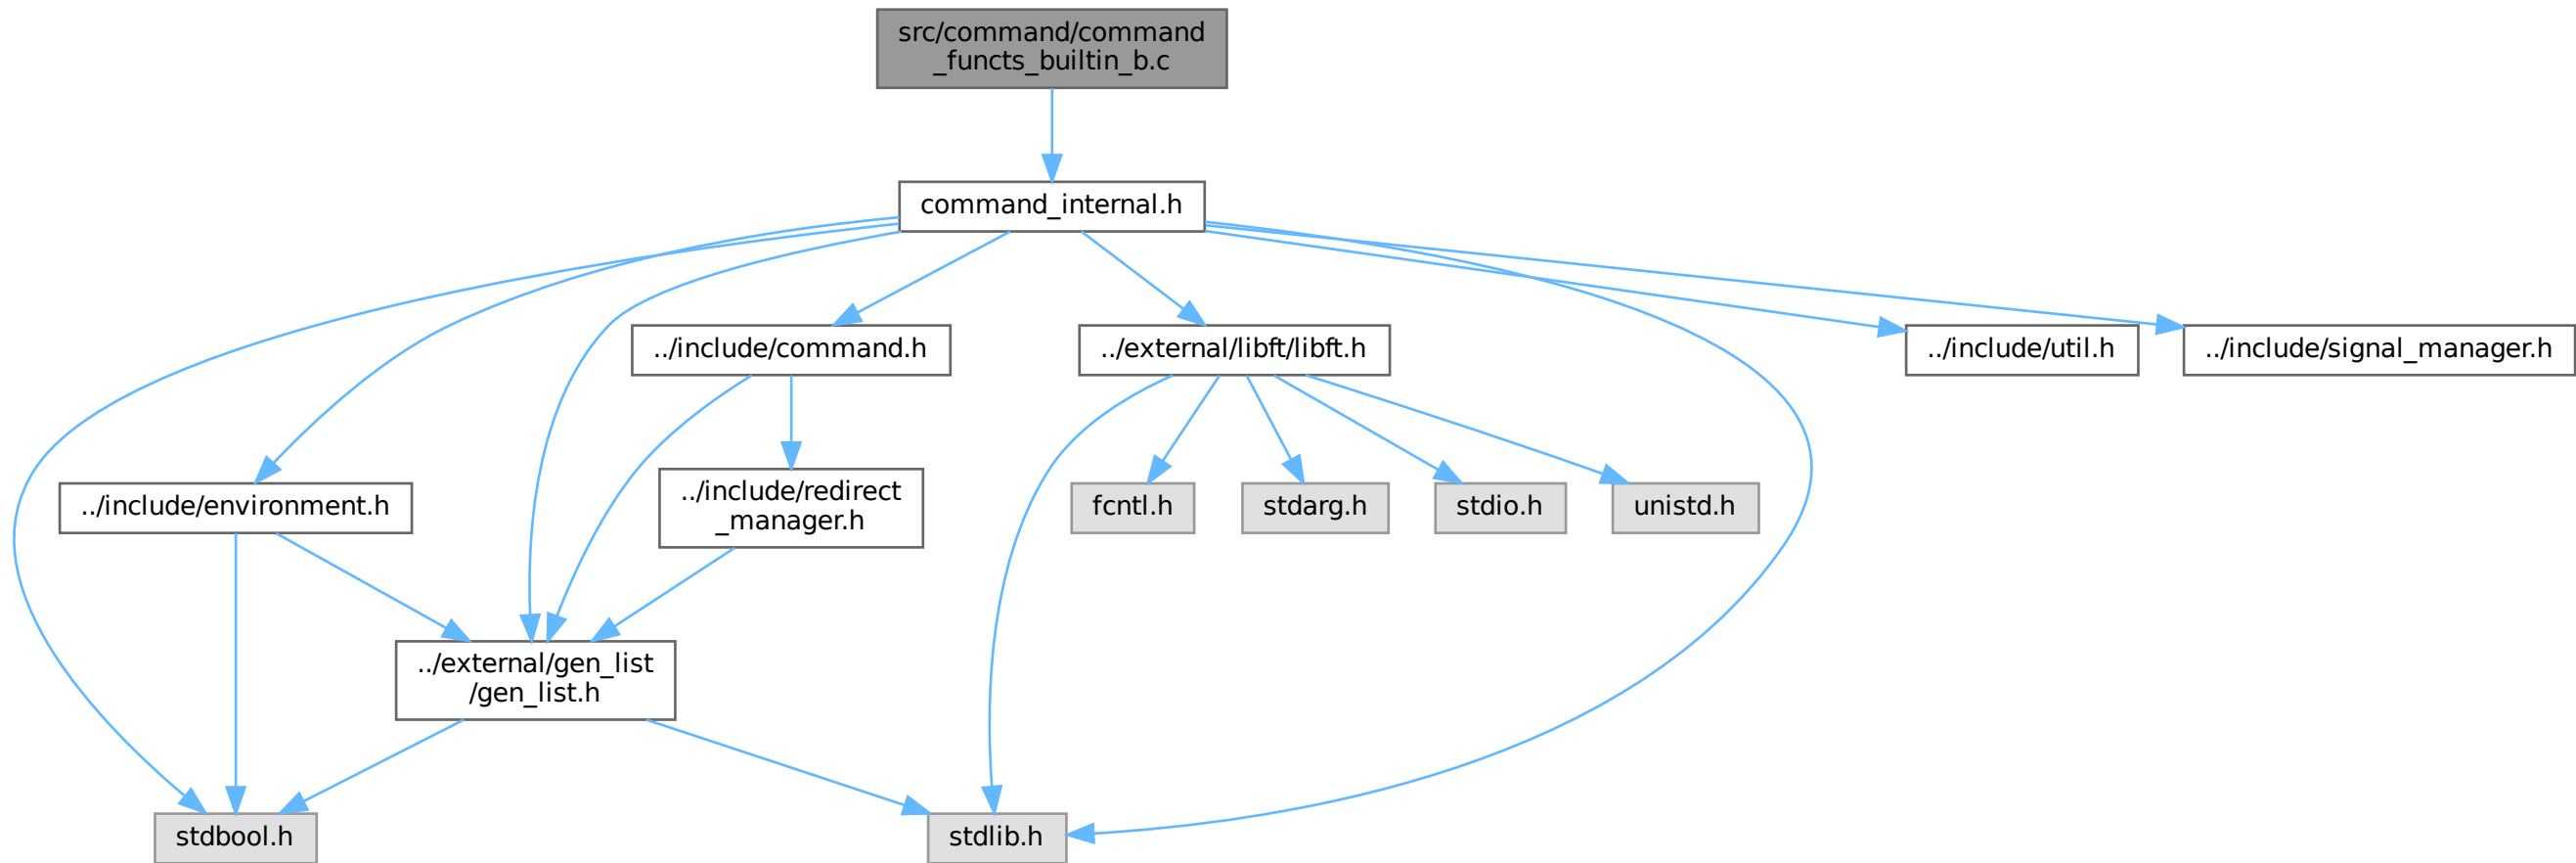 src/command/command
_functs_builtin_b.c
command_internal.h
../include/command.h
../external/libft/libft.h
../include/util.h
../include/signal_manager.h
../include/environment.h
../include/redirect
_manager.h
fcntl.h
stdarg.h
stdio.h
unistd.h
../external/gen_list
/gen_list.h
stdbool.h
stdlib.h